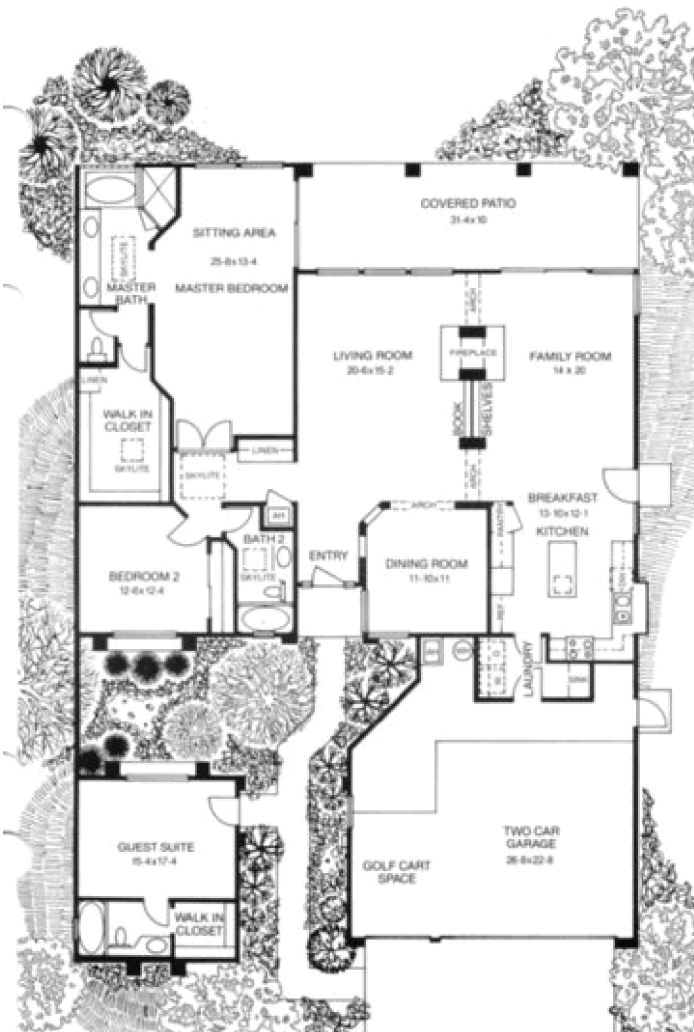 COVERED PATIO
31-4x10
SITTING AREA
25-8x13-4
MASTER BEDROOM
SKYLITE
MASTER
BATH
ARCH
LIVING ROOM
20-6x15-2
FIREPLACE
FAMILY ROOM
14 x 20
LINEN
WALK IN
CLOSET
SKYLITE
BOOK
SHELVES
LINEN
SKYLITE
ARCH
ARCH
BREAKFAST
13-10x12-1
KITCHEN
PANTRY
AH
BATH 2
SKYLITE
ENTRY
DINING ROOM
11-10x11
BEDROOM 2
12-6x12-4
REF
DW
LAUNDRY
SINK
GUEST SUITE
15-4x17-4
TWO CAR
GARAGE
26-8x22-8
GOLF CART
SPACE
WALK IN
CLOSET